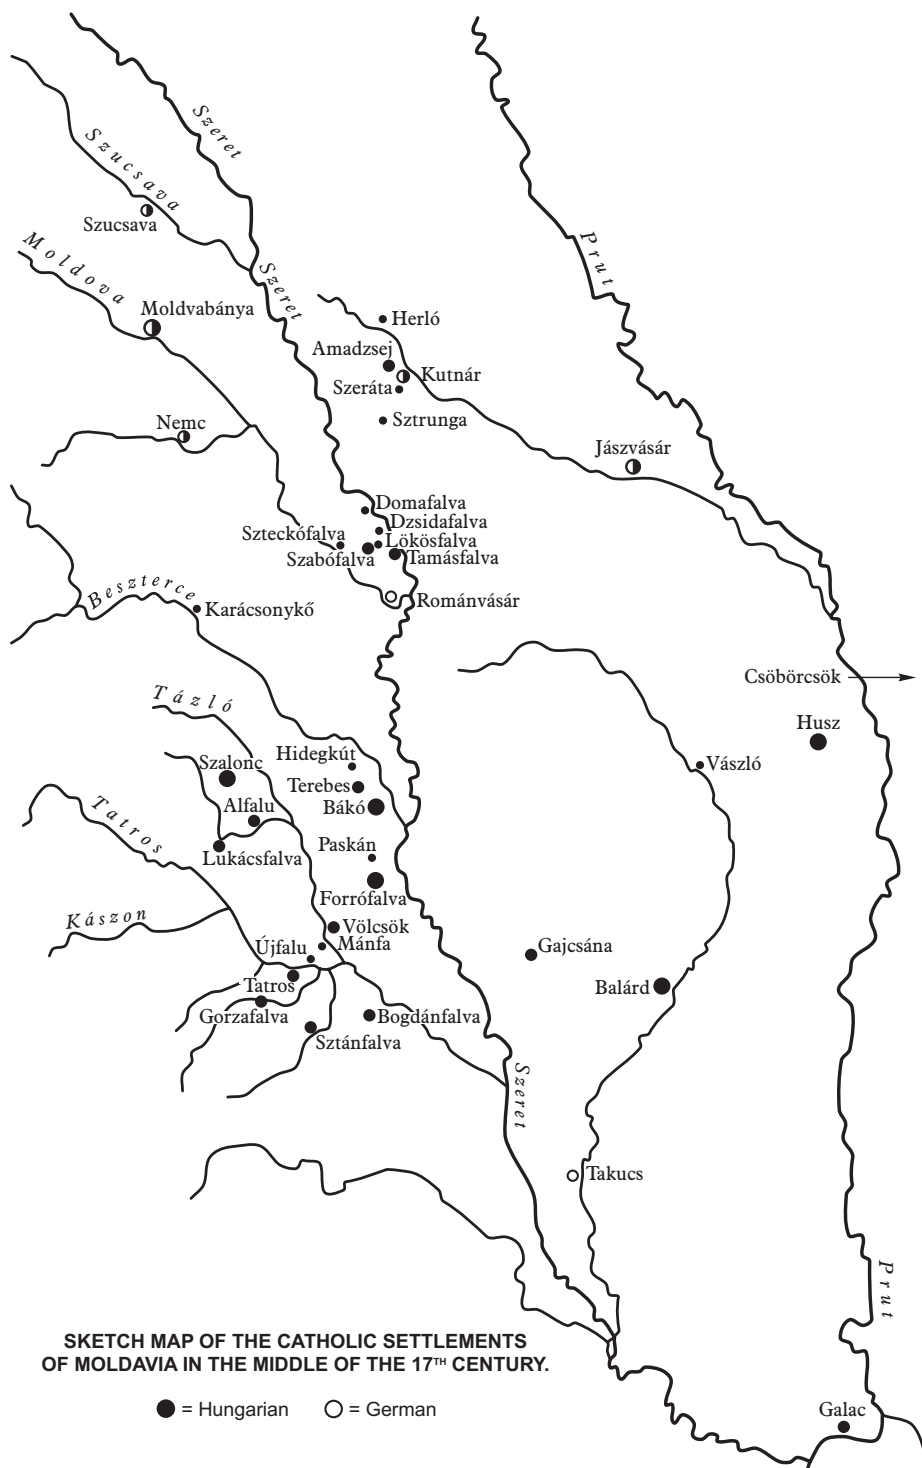 Szeret
Szucsava
Szucsava
Moldova
Szeret
Prut
Moldvabánya
Herló
Amadzsej
Kutnár
Szeráta
Nemc
Sztrunga
Jászvásár
Domafalva
Dzsidafalva
Szteckófalva
Lökösfalva
Szabófalva
Tamásfalva
Beszterce
Karácsonykő
Románvásár
Csöbörcsök
Tázló
Husz
Hidegkút
Szalonc
Vászló
Terebes
Tatros
Alfalu
Bákó
Paskán
Lukácsfalva
Forrófalva
Kászon
Völcsök
Újfalu
Mánfa
Gajcsána
Tatros
Balárd
Gorzafalva
Bogdánfalva
Sztánfalva
Szeret
Takucs
Prut
SKETCH MAP OF THE CATHOLIC SETTLEMENTS
OF MOLDAVIA IN THE MIDDLE OF THE 17TH CENTURY.
= Hungarian = German
Galac